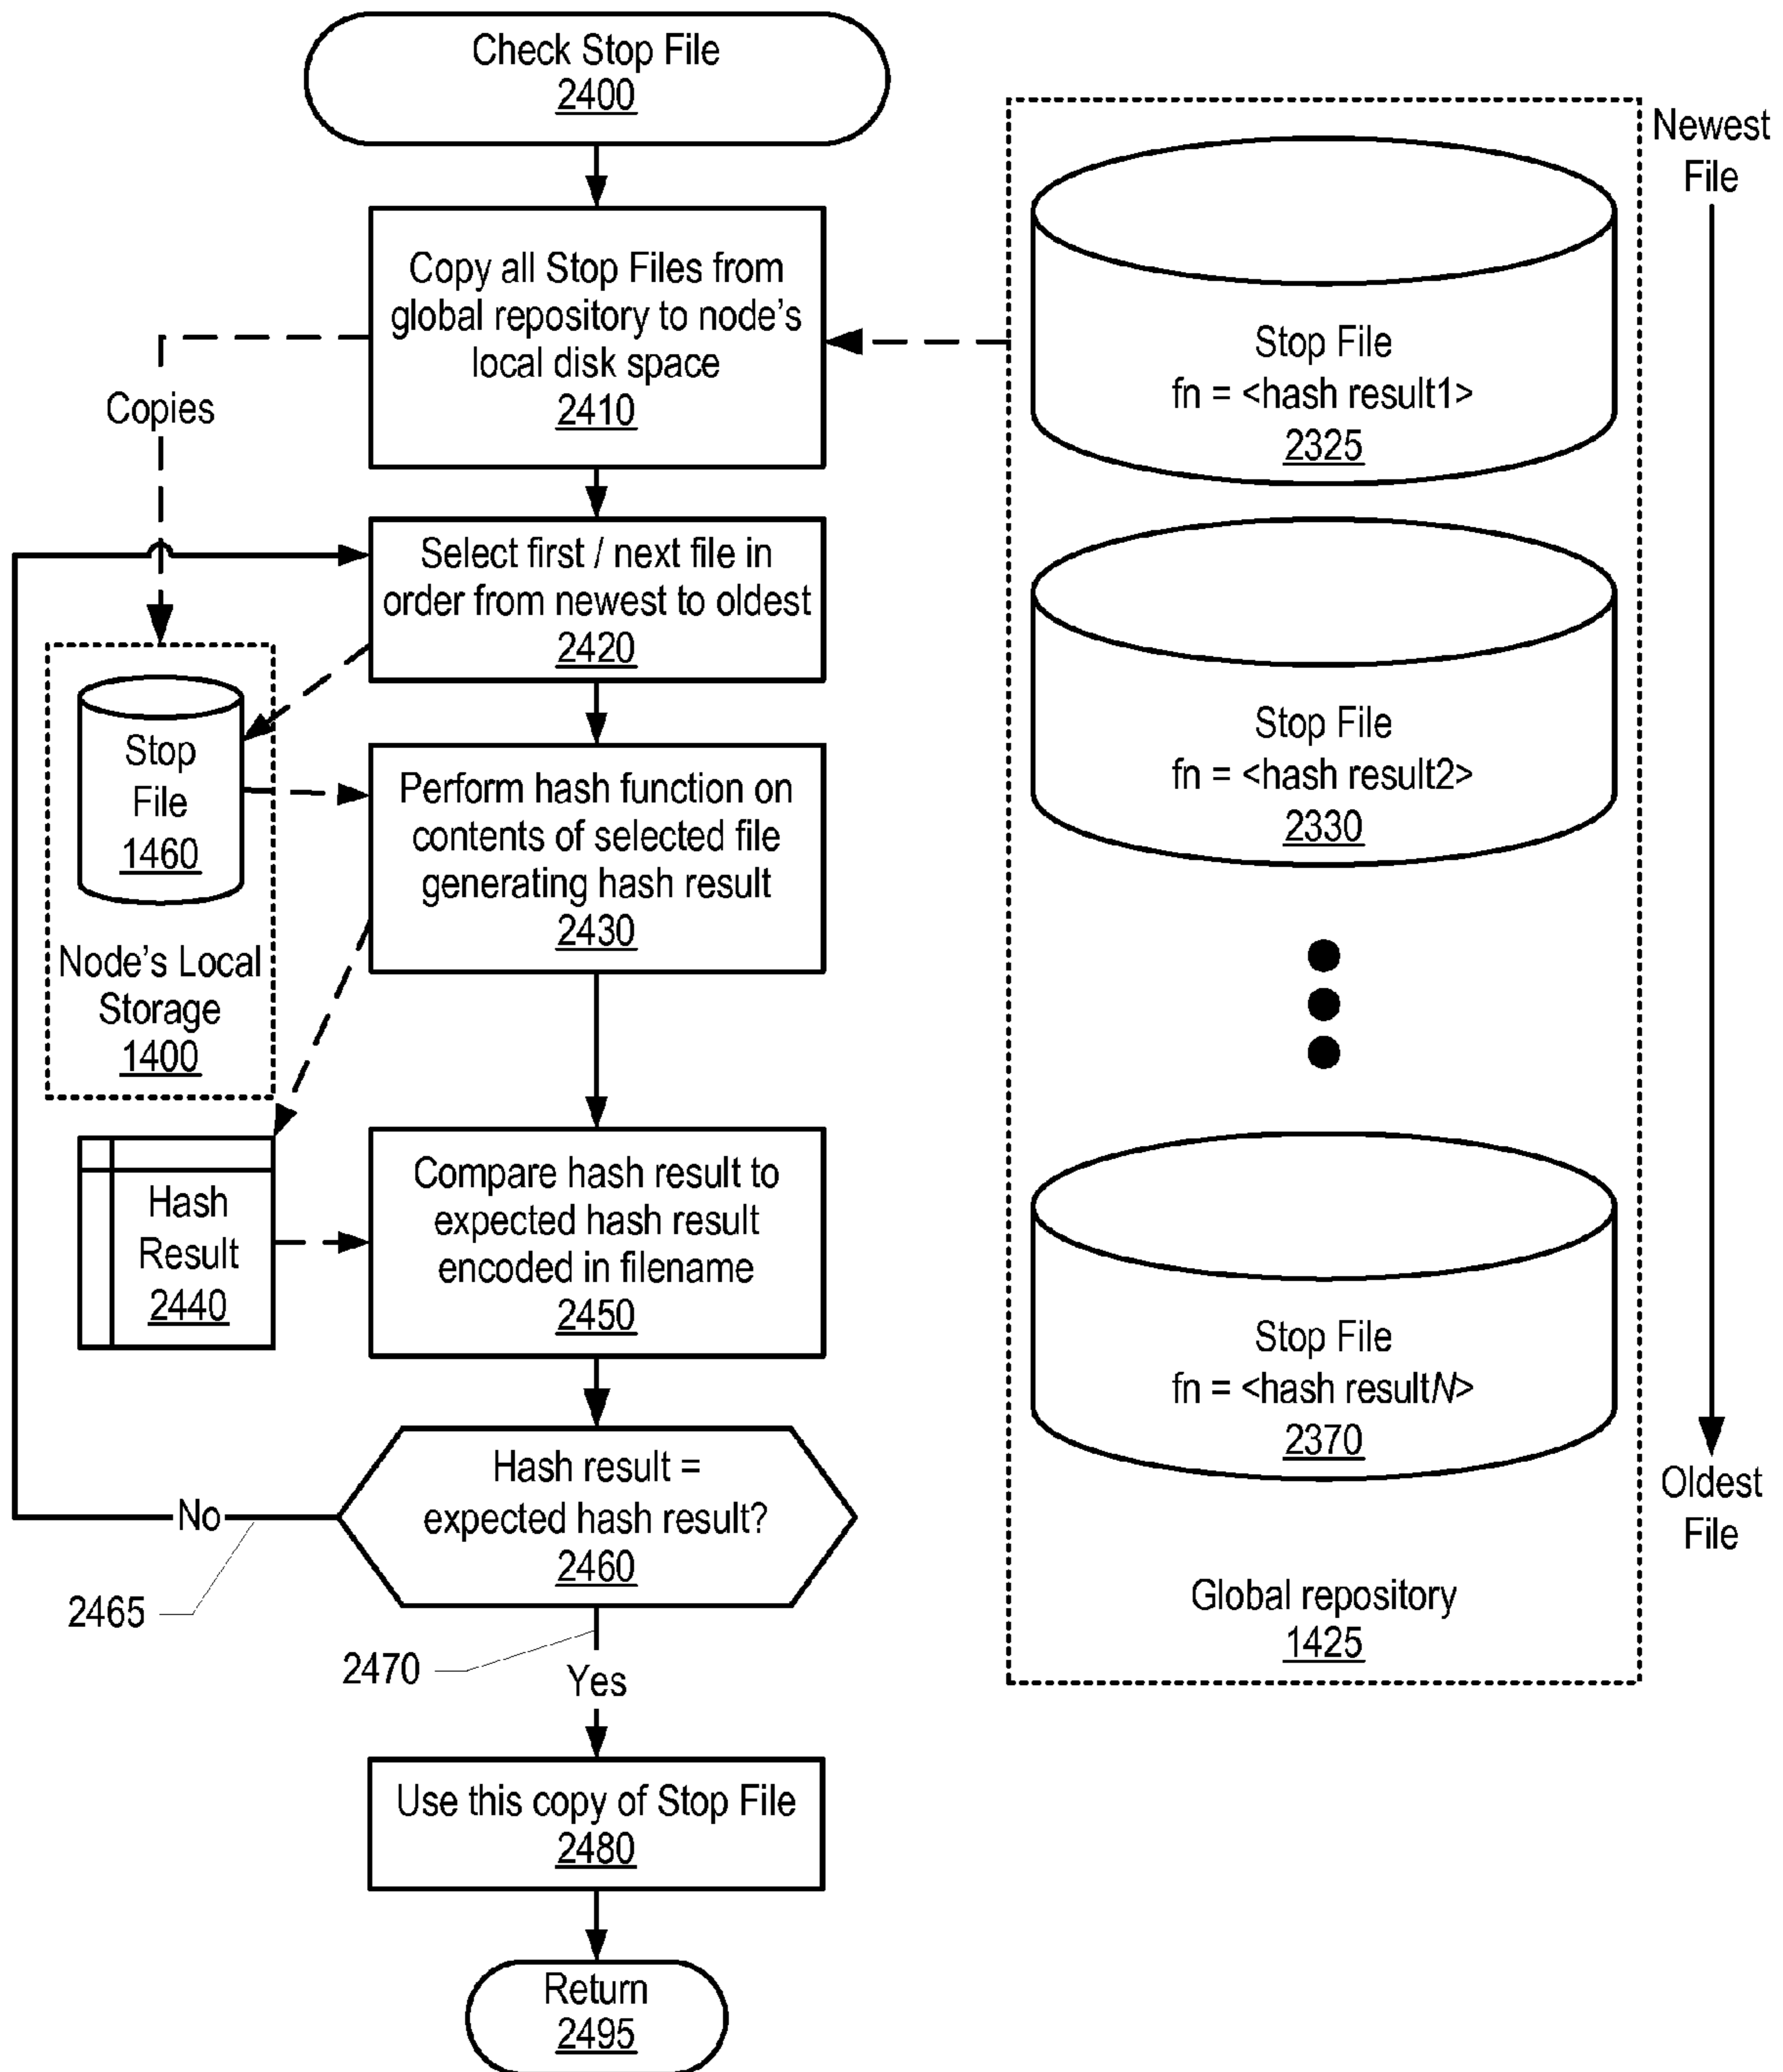 Check Stop File
2400
Copy all Stop Files from
global repository to node's
local disk space
2410
Copies
Select first / next file in
order from newest to oldest
2420
Stop
File
1460
Node's Local
Storage
1400
Perform hash function on
contents of selected file
generating hash result
2430
Hash
Result
2440
Compare hash result to
expected hash result
encoded in filename
2450
Hash result =
expected hash result?
2460
No
2465
2470
Yes
Use this copy of Stop File
2480
Return
2495
Newest
File
Stop File
fn = <hash result1>
2325
Stop File
fn = <hash result2>
2330
Stop File
fn = <hash resultN>
2370
Oldest
File
Global repository
1425